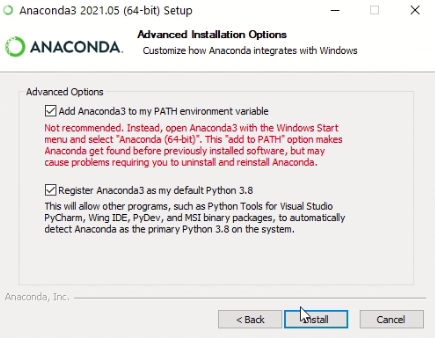 Anaconda3 2021.05 (64-bit) Setup
ANACONDA.
Advanced Installation Options
Customize how Anaconda integrates with Windows
Advanced Options
Add Anaconda3 to my PATH environment variable
Not recommended. Instead, open Anaconda3 with the Windows Start
menu and select "Anaconda (64-bit)". This "add to PATH" option makes
Anaconda get found before previously installed software, but may
cause problems requiring you to uninstall and reinstall Anaconda.
Register Anaconda3 as my default Python 3.8
This will allow other programs, such as Python Tools for Visual Studio
PyCharm, Wing IDE, PyDev, and MSI binary packages, to automatically
detect Anaconda as the primary Python 3.8 on the system.
Anaconda, Inc.
< Back
Install
Cancel